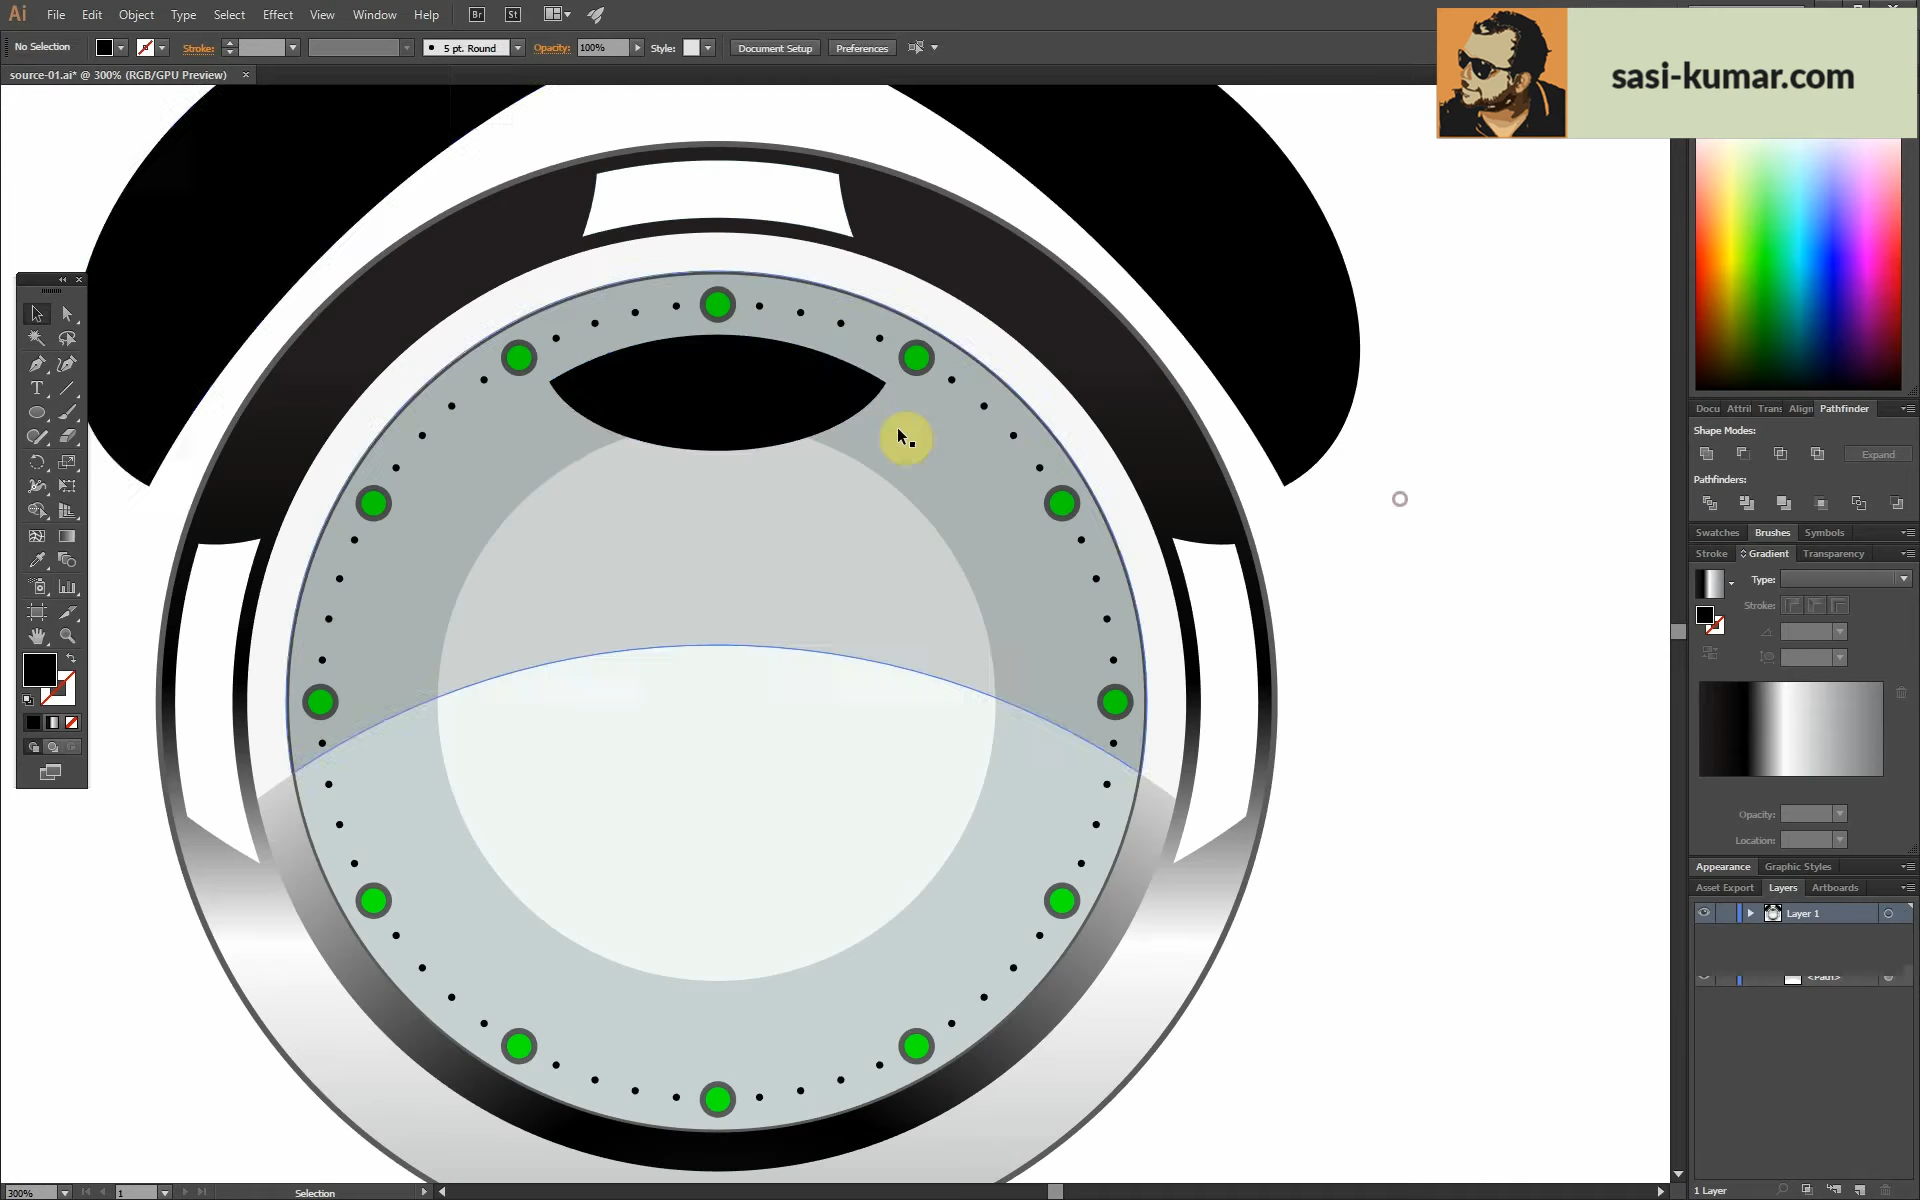 Ai File Edit Object Type Select Effect View Window Help Br St
sasi-kumar.com
No Selection Stroke: 5 pt. Round Opacity: 100% Style: Document Setup Preferences
source-01.ai* @ 300% (RGB/GPU Preview) ×
Docu Attril Trans Align Pathfinder
Shape Modes:
Expand
Pathfinders:
Swatches Brushes Symbols
Stroke Gradient Transparency
Type:
Stroke:
T
Opacity:
Location:
Appearance Graphic Styles
Asset Export Layers Artboards
Layer 1
<Path>
300% 1 Selection 1 Layer